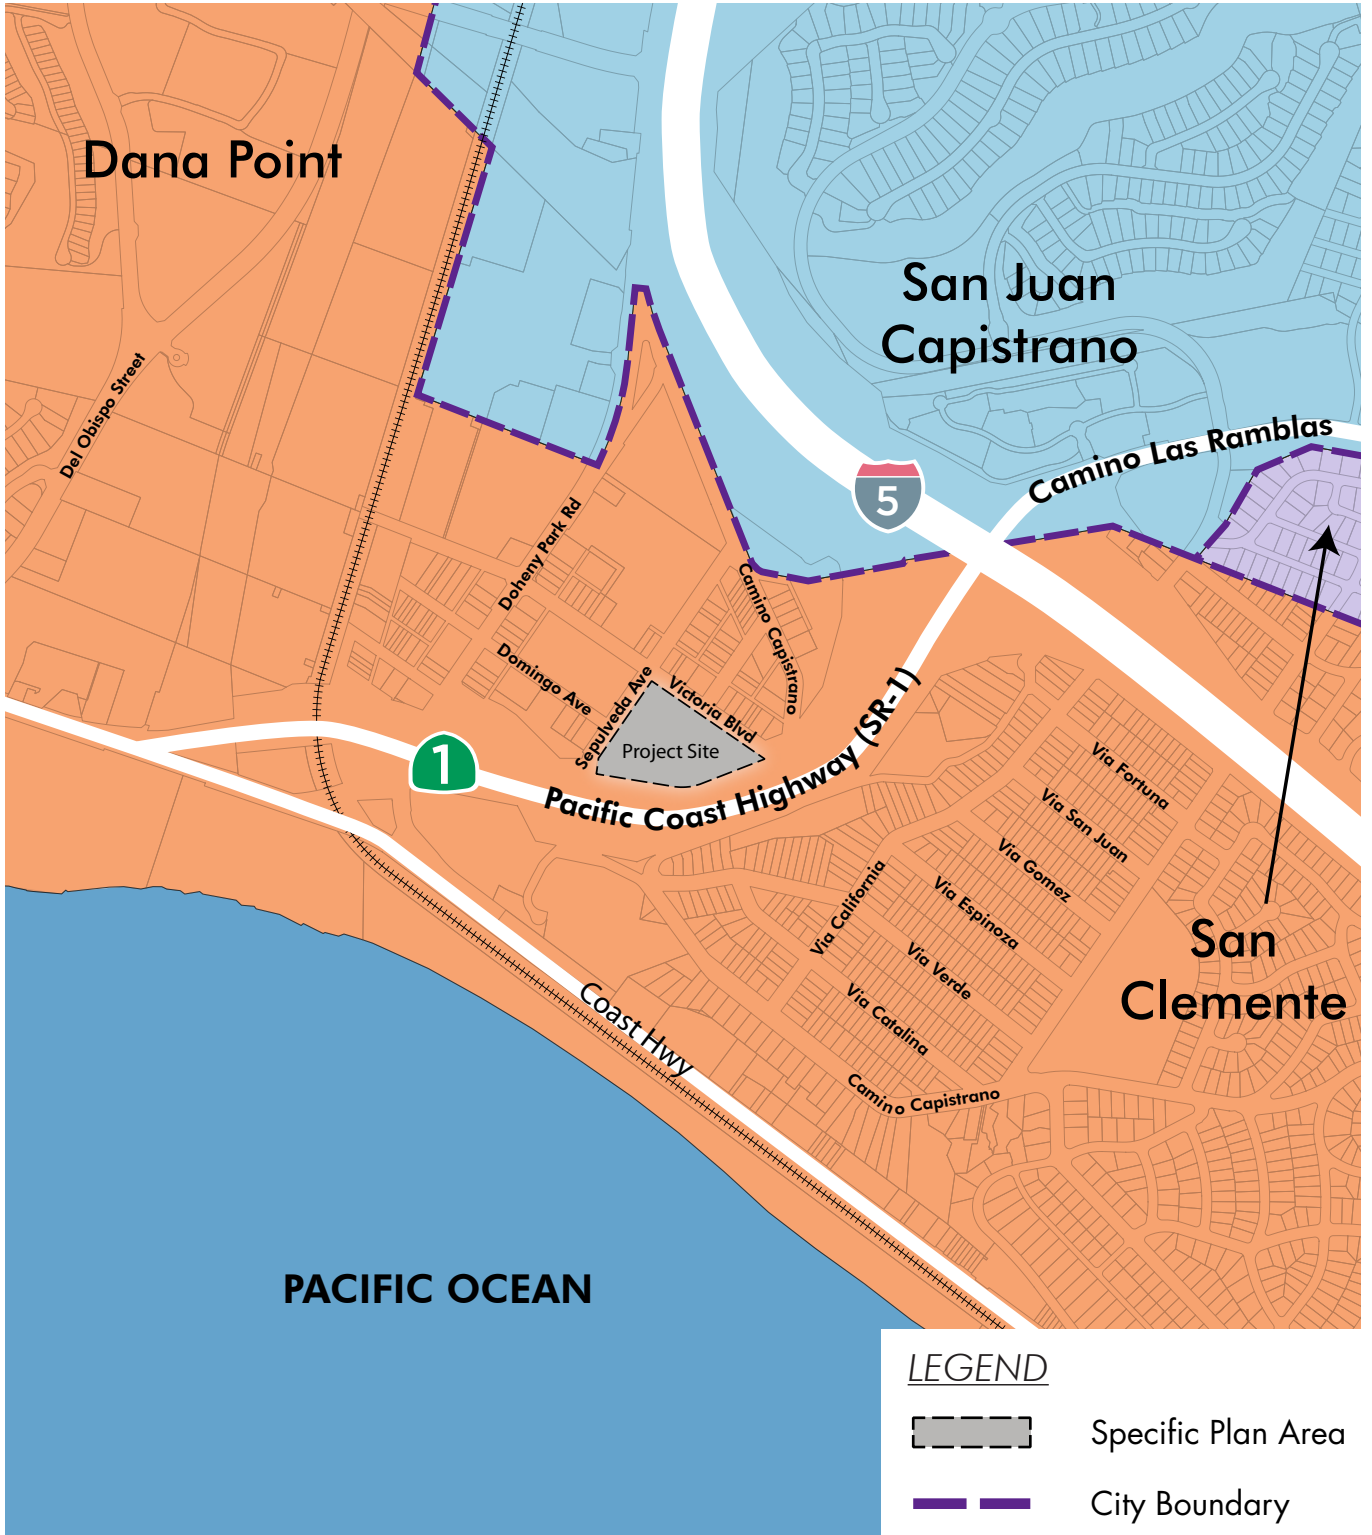 Dana Point
San Juan
Capistrano
Del Obispo Street
Camino Las Ramblas
5
Doheny Park Rd
Camino Capistrano
Domingo Ave
Sepulveda Ave
Victoria Blvd
Project Site
1
Pacific Coast Highway (SR-1)
Via Fortuna
Via San Juan
Via Gomez
Via California
Via Espinoza
Via Verde
Via Catalina
San
Clemente
Coast Hwy
Camino Capistrano
PACIFIC OCEAN
LEGEND
Specific Plan Area
City Boundary